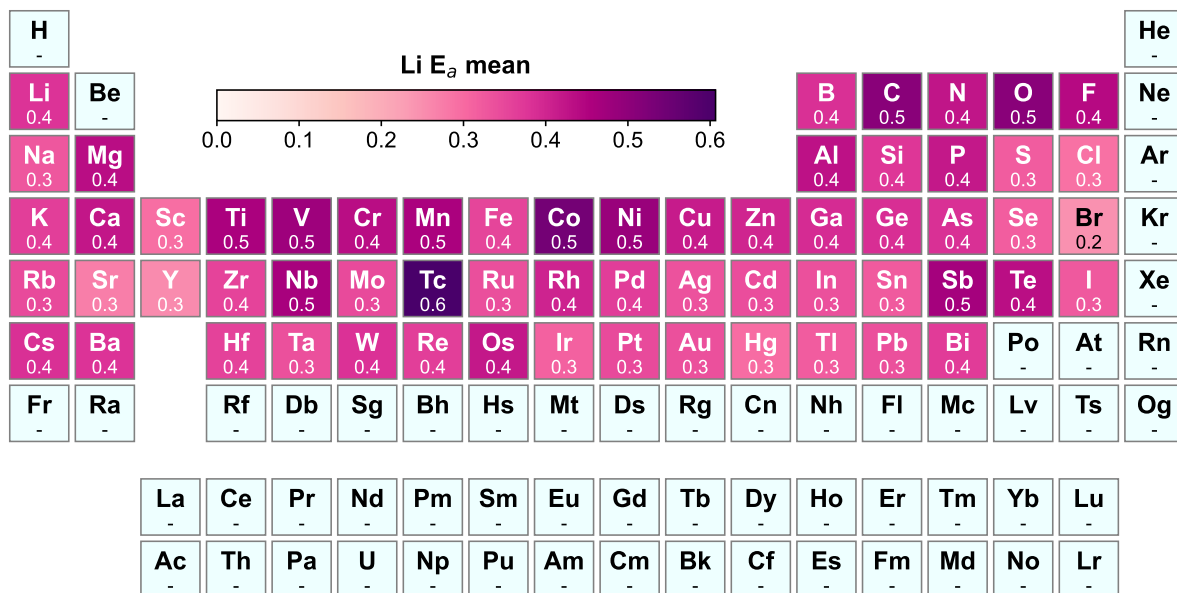 H He
- -
Li E_a mean
Li Be B C N O F Ne
0.4 - 0.4 0.5 0.4 0.5 0.4 -
0.0 0.1 0.2 0.3 0.4 0.5 0.6
Na Mg Al Si P S Cl Ar
0.3 0.4 0.4 0.4 0.4 0.3 0.3 -
K Ca Sc Ti V Cr Mn Fe Co Ni Cu Zn Ga Ge As Se Br Kr
0.4 0.4 0.3 0.5 0.5 0.4 0.5 0.4 0.5 0.5 0.4 0.4 0.4 0.4 0.4 0.3 0.2 -
Rb Sr Y Zr Nb Mo Tc Ru Rh Pd Ag Cd In Sn Sb Te I Xe
0.3 0.3 0.3 0.4 0.5 0.3 0.6 0.3 0.4 0.4 0.3 0.3 0.3 0.3 0.5 0.4 0.3 -
Cs Ba Hf Ta W Re Os Ir Pt Au Hg Tl Pb Bi Po At Rn
0.4 0.4 0.4 0.3 0.4 0.4 0.4 0.3 0.3 0.3 0.3 0.3 0.3 0.4 - - -
Fr Ra Rf Db Sg Bh Hs Mt Ds Rg Cn Nh Fl Mc Lv Ts Og
- - - - - - - - - - - - - - - - -
La Ce Pr Nd Pm Sm Eu Gd Tb Dy Ho Er Tm Yb Lu
- - - - - - - - - - - - - - -
Ac Th Pa U Np Pu Am Cm Bk Cf Es Fm Md No Lr
- - - - - - - - - - - - - - -